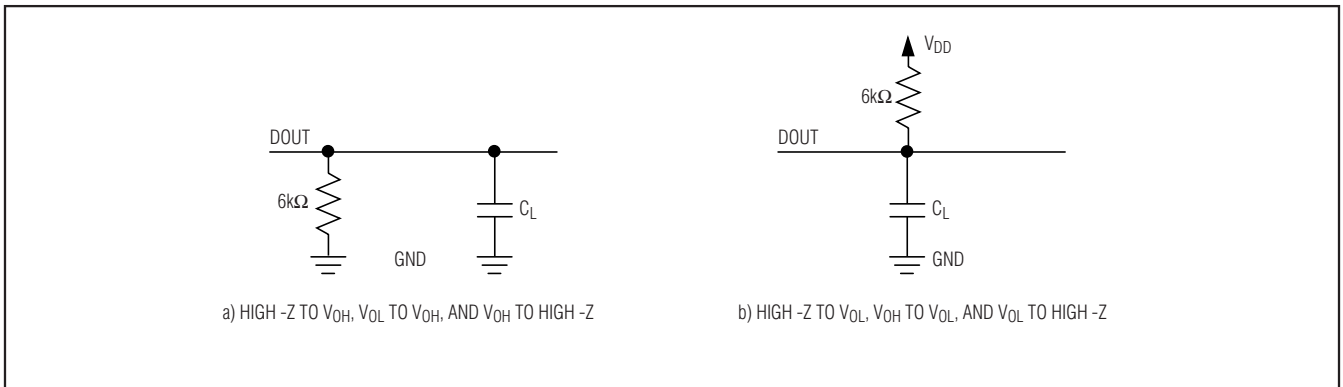 DOUT
6kΩ
C_L
GND
a) HIGH -Z TO V_OH, V_OL TO V_OH, AND V_OH TO HIGH -Z
V_DD
6kΩ
DOUT
C_L
GND
b) HIGH -Z TO V_OL, V_OH TO V_OL, AND V_OL TO HIGH -Z